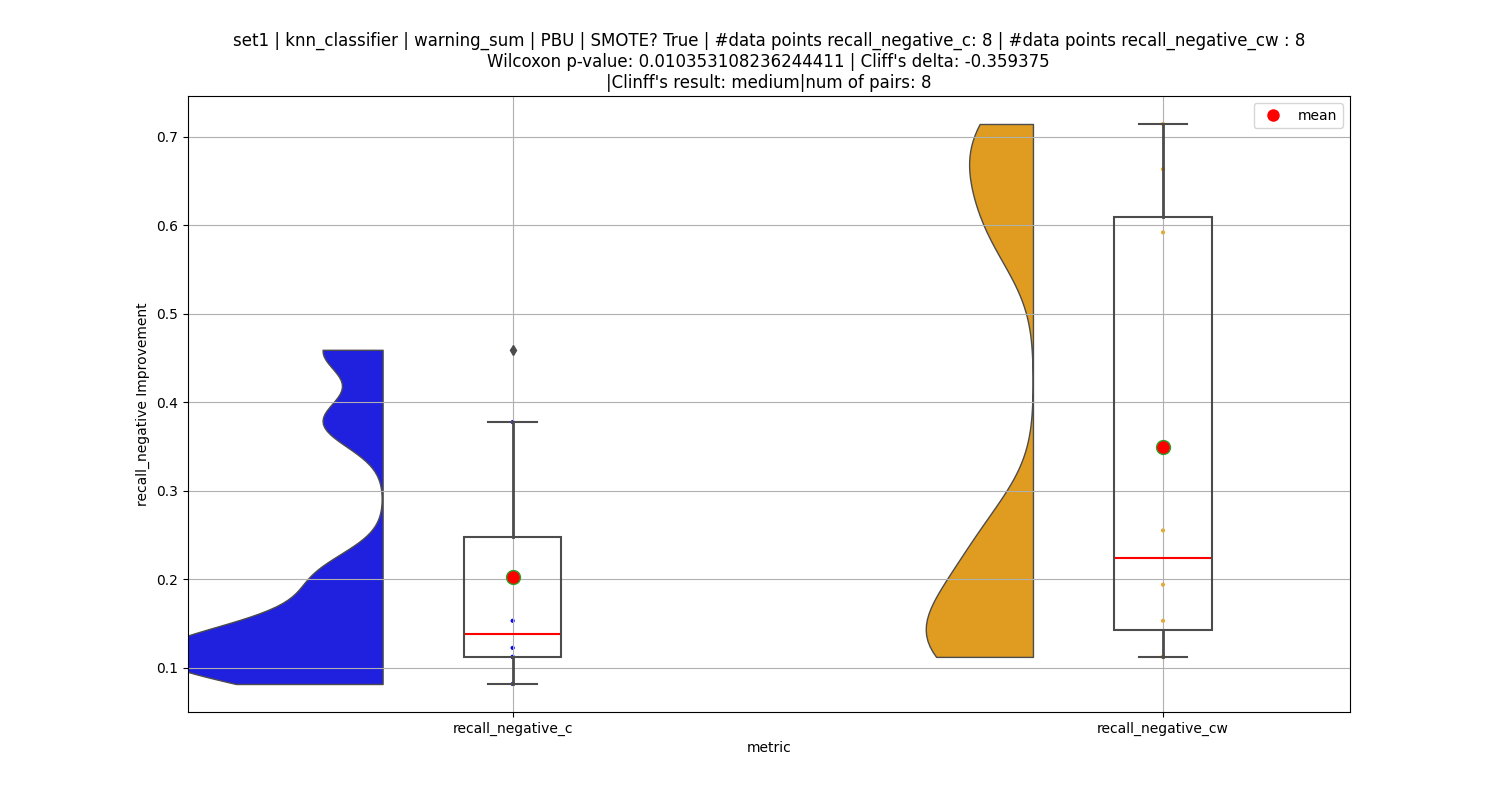 set1 | knn_classifier | warning_sum | PBU | SMOTE? True | #data points recall_negative_c: 8 | #data points recall_negative_cw : 8
Wilcoxon p-value: 0.010353108236244411 | Cliff's delta: -0.359375
|Clinff's result: medium|num of pairs: 8
mean
0.7
0.6
0.5
0.4
0.3
0.2
0.1
recall_negative Improvement
recall_negative_c
recall_negative_cw
metric